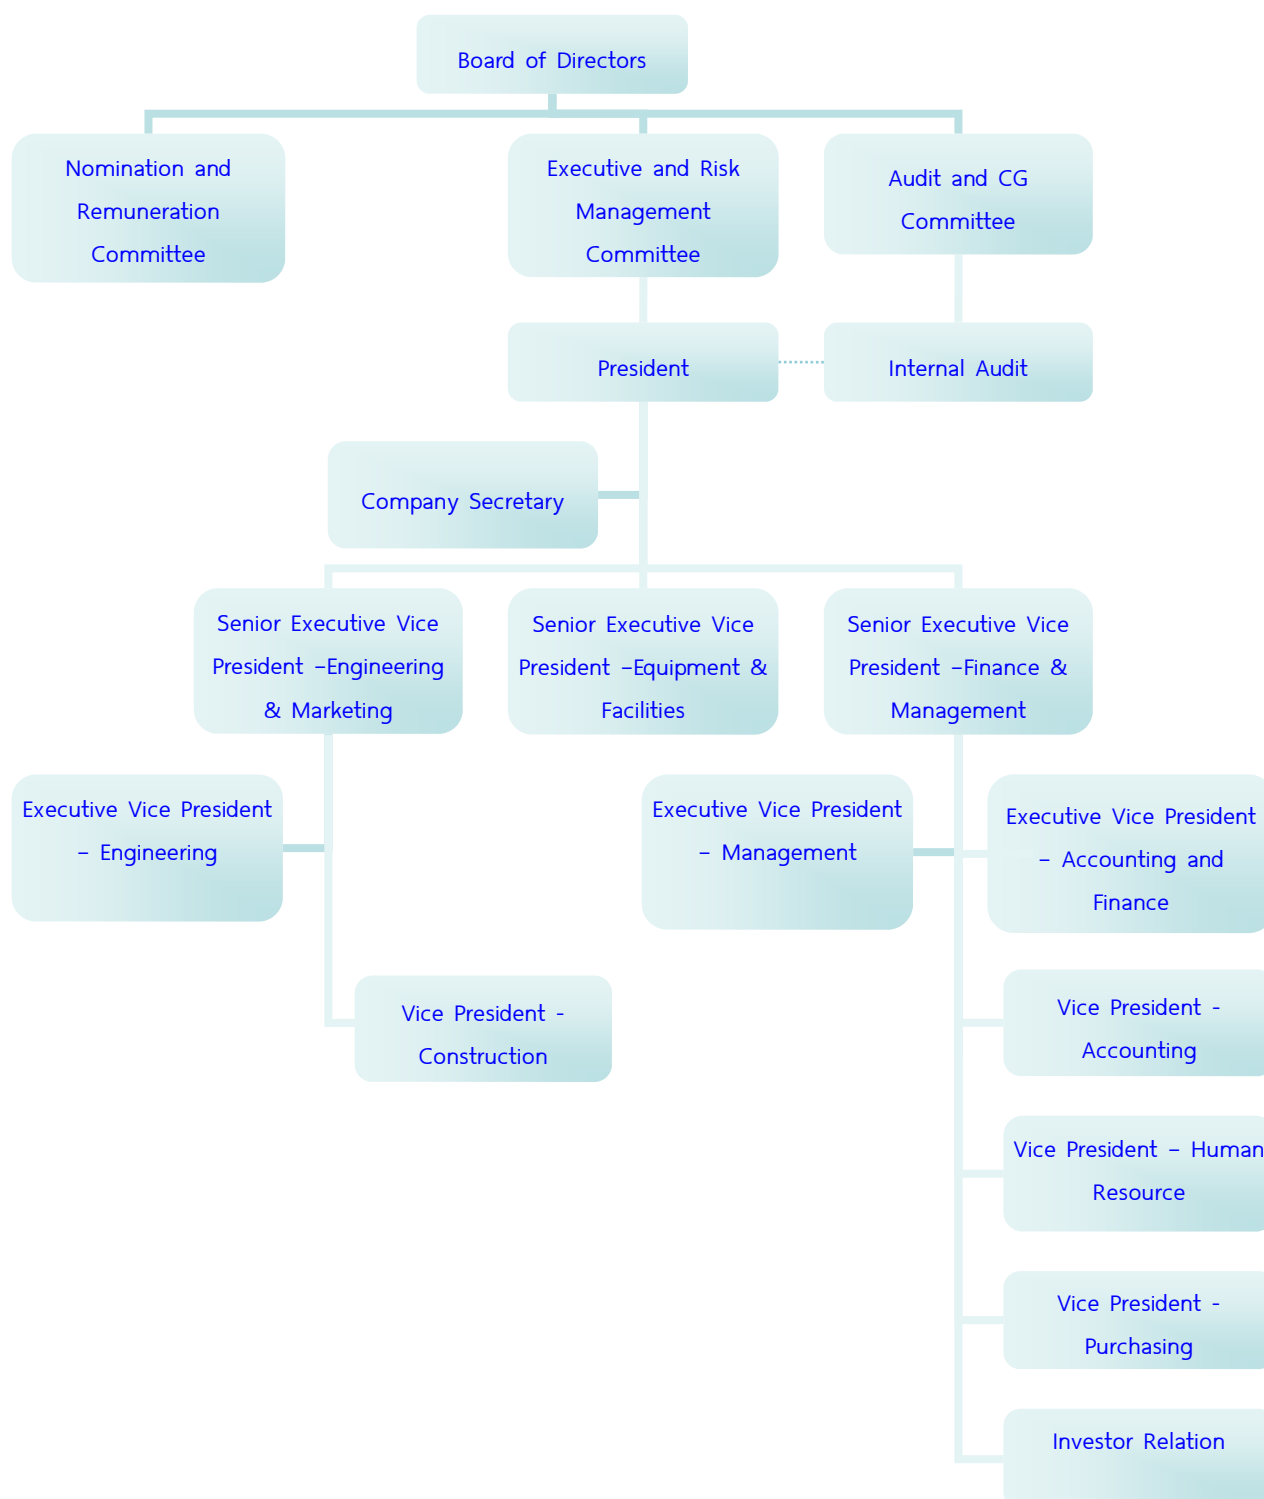 Board of Directors
Nomination and
Remuneration
Committee
Executive and Risk
Management
Committee
Audit and CG
Committee
President
Internal Audit
Company Secretary
Senior Executive Vice
President –Engineering
& Marketing
Senior Executive Vice
President –Equipment &
Facilities
Senior Executive Vice
President –Finance &
Management
Executive Vice President
– Engineering
Executive Vice President
– Management
Executive Vice President
– Accounting and
Finance
Vice President -
Construction
Vice President -
Accounting
Vice President – Human
Resource
Vice President -
Purchasing
Investor Relation